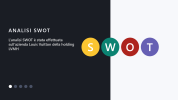 ANALISI SWOT
L'analisi SWOT è stata effettuata
sull'azienda Louis Vuitton della holding
LVMH
S W O T